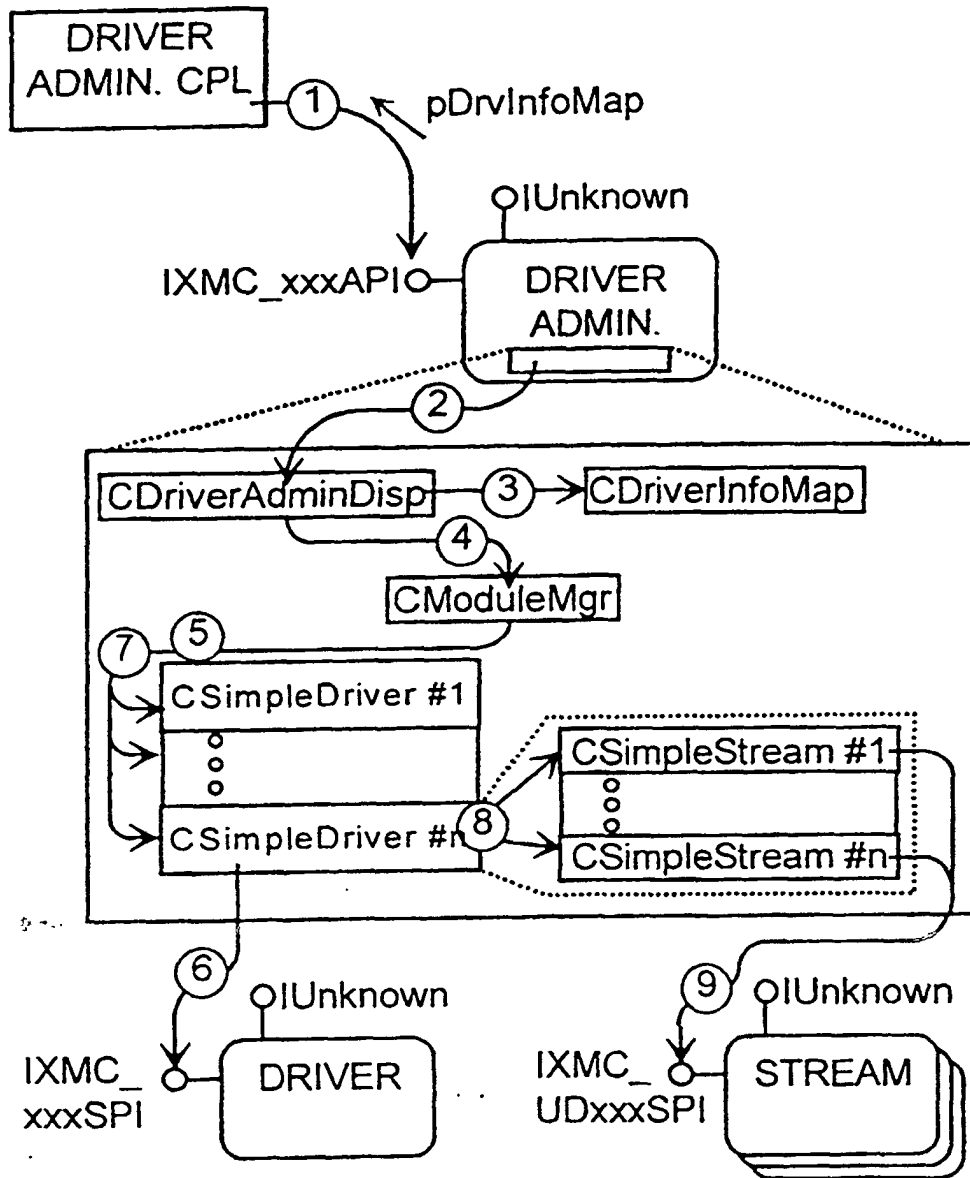 DRIVER
ADMIN. CPL
1
pDrvInfoMap
IUnknown
IXMC_xxxAPI
DRIVER
ADMIN.
2
CDriverAdminDisp
3
CDriverInfoMap
4
CModuleMgr
5
7
CSimpleDriver #1
CSimpleStream #1
CSimpleDriver #n
8
CSimpleStream #n
6
9
IUnknown
IUnknown
IXMC_
xxxSPI
DRIVER
IXMC_
UDxxxSPI
STREAM